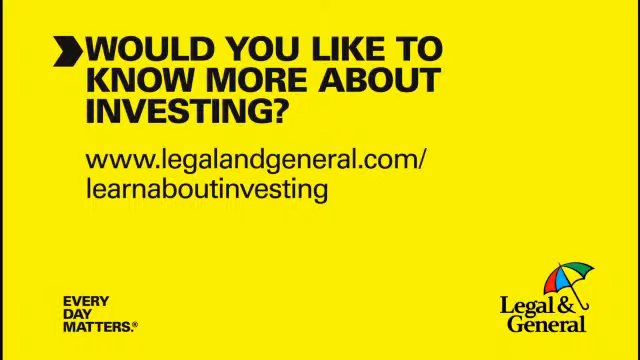 WOULD YOU LIKE TO
KNOW MORE ABOUT
INVESTING?
www.legalandgeneral.com/
learnaboutinvesting
EVERY
DAY
MATTERS.®
Legal &
General